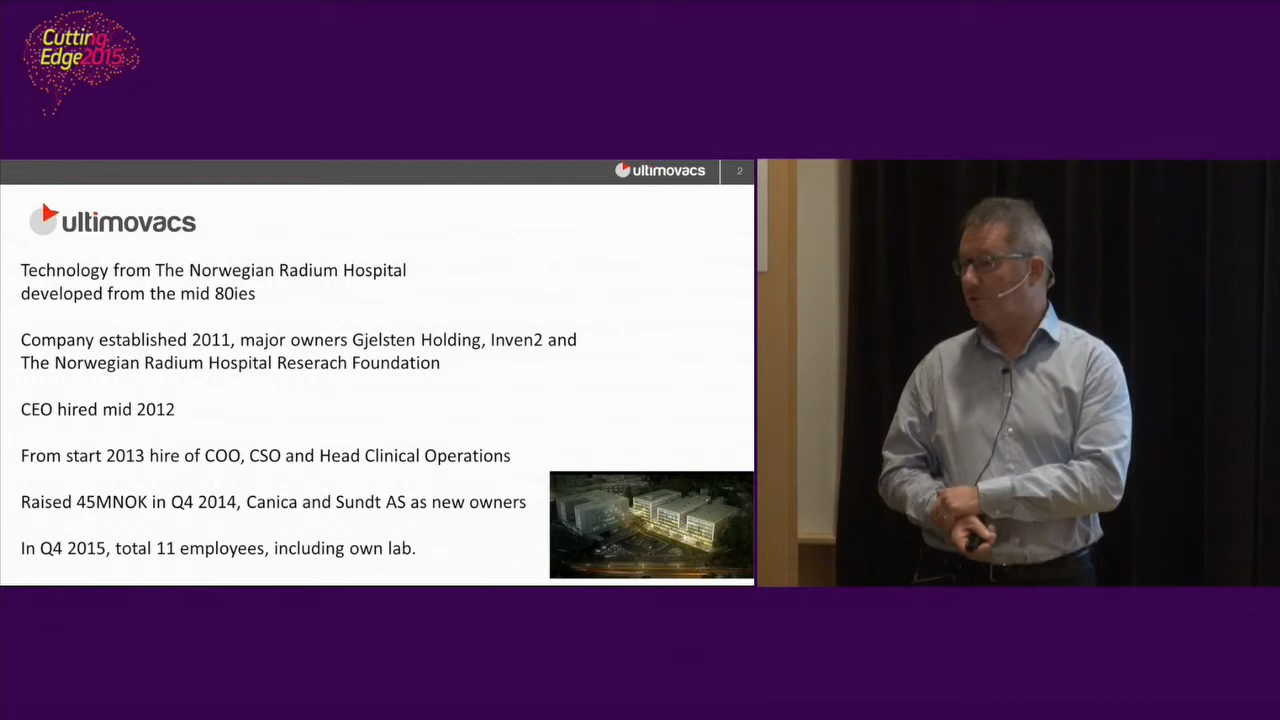 Cutting
Edge2015
ultimovacs
2
ultimovacs
Technology from The Norwegian Radium Hospital
developed from the mid 80ies
Company established 2011, major owners Gjelsten Holding, Inven2 and
The Norwegian Radium Hospital Reserach Foundation
CEO hired mid 2012
From start 2013 hire of COO, CSO and Head Clinical Operations
Raised 45MNOK in Q4 2014, Canica and Sundt AS as new owners
In Q4 2015, total 11 employees, including own lab.